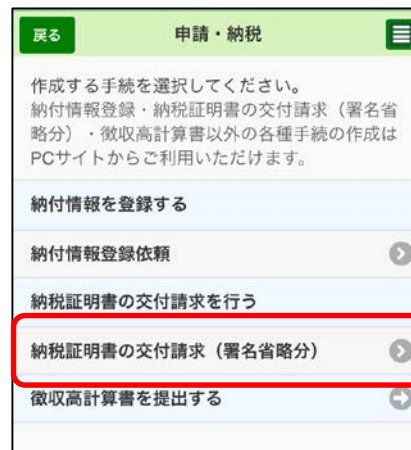 戻る 申請・納税
作成する手続を選択してください。
納付情報登録・納税証明書の交付請求（署名省
略分）・徴収高計算書以外の各種手続の作成は
PCサイトからご利用いただけます。
納付情報を登録する
納付情報登録依頼
納税証明書の交付請求を行う
納税証明書の交付請求（署名省略分）
徴収高計算書を提出する